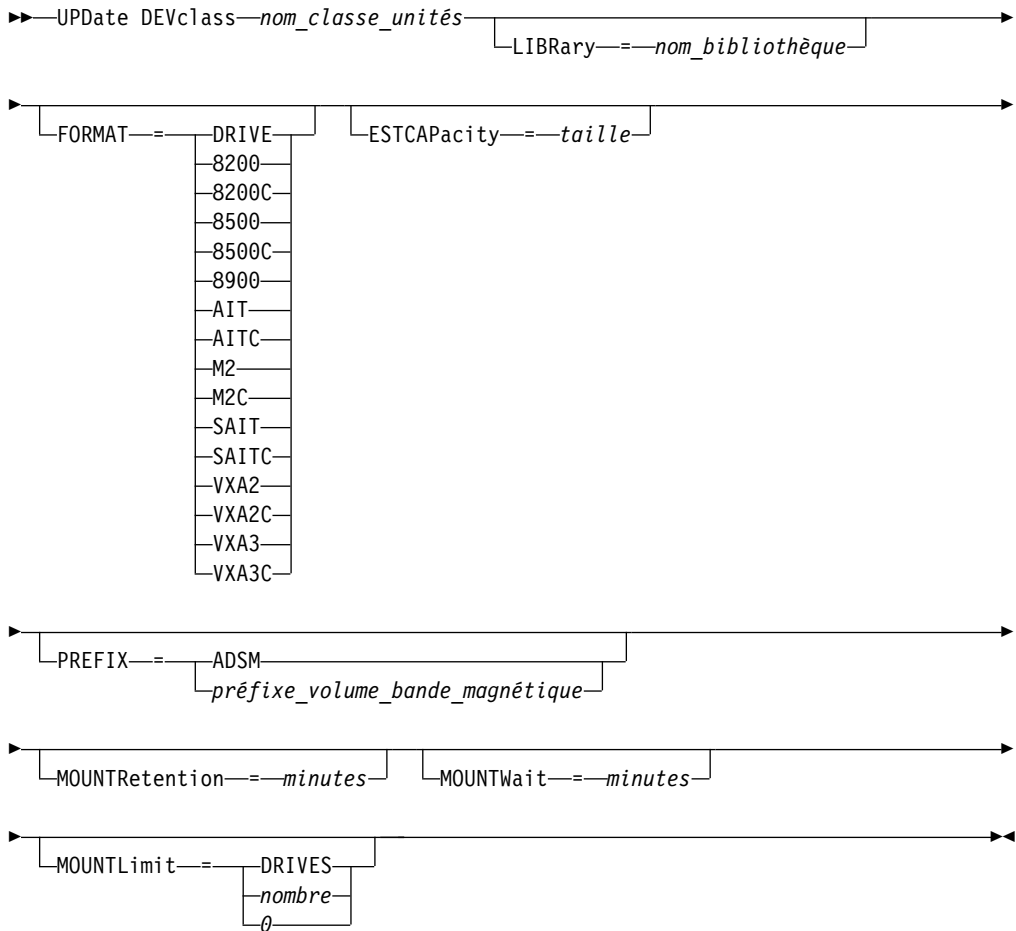 UPDate DEVclass nom_classe_unités
LIBRary = nom_bibliothèque
FORMAT = DRIVE ESTCAPacity = taille
8200
8200C
8500
8500C
8900
AIT
AITC
M2
M2C
SAIT
SAITC
VXA2
VXA2C
VXA3
VXA3C
PREFIX = ADSM
préfixe_volume_bande_magnétique
MOUNTRetention = minutes MOUNTWait = minutes
MOUNTLimit = DRIVES
nombre
0